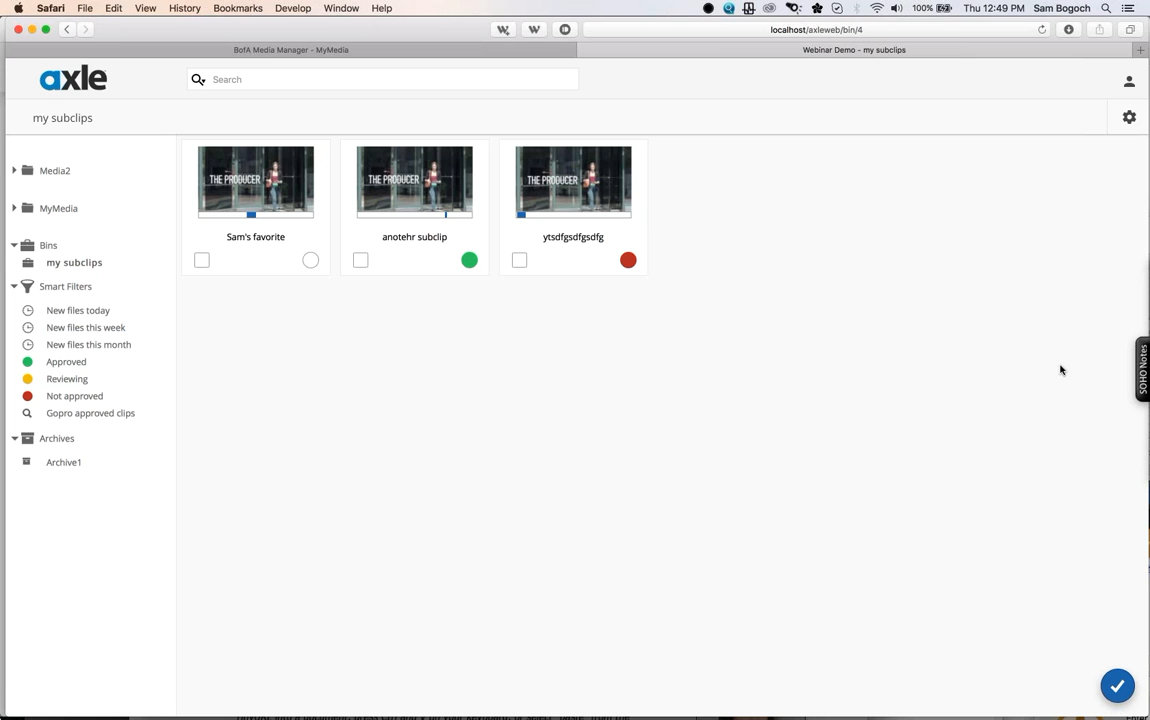 Safari File Edit View History Bookmarks Develop Window Help 100% Thu 12:49 PM Sam Bogoch
localhost/axleweb/bin/4
BofA Media Manager - MyMedia Webinar Demo - my subclips
axle Search
my subclips
Media2
MyMedia
Bins
my subclips
Smart Filters
New files today
New files this week
New files this month
Approved
Reviewing
Not approved
Gopro approved clips
Archives
Archive1
THE PRODUCER THE PRODUCER THE PRODUCER
Sam's favorite anotehr subclip ytsdfgsdfgsdfg
SOHO Notes